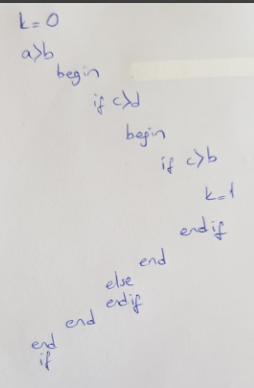 k=0
a>b
begin
if c>d
begin
if c>b
k=1
endif
end
else
endif
end
end
if